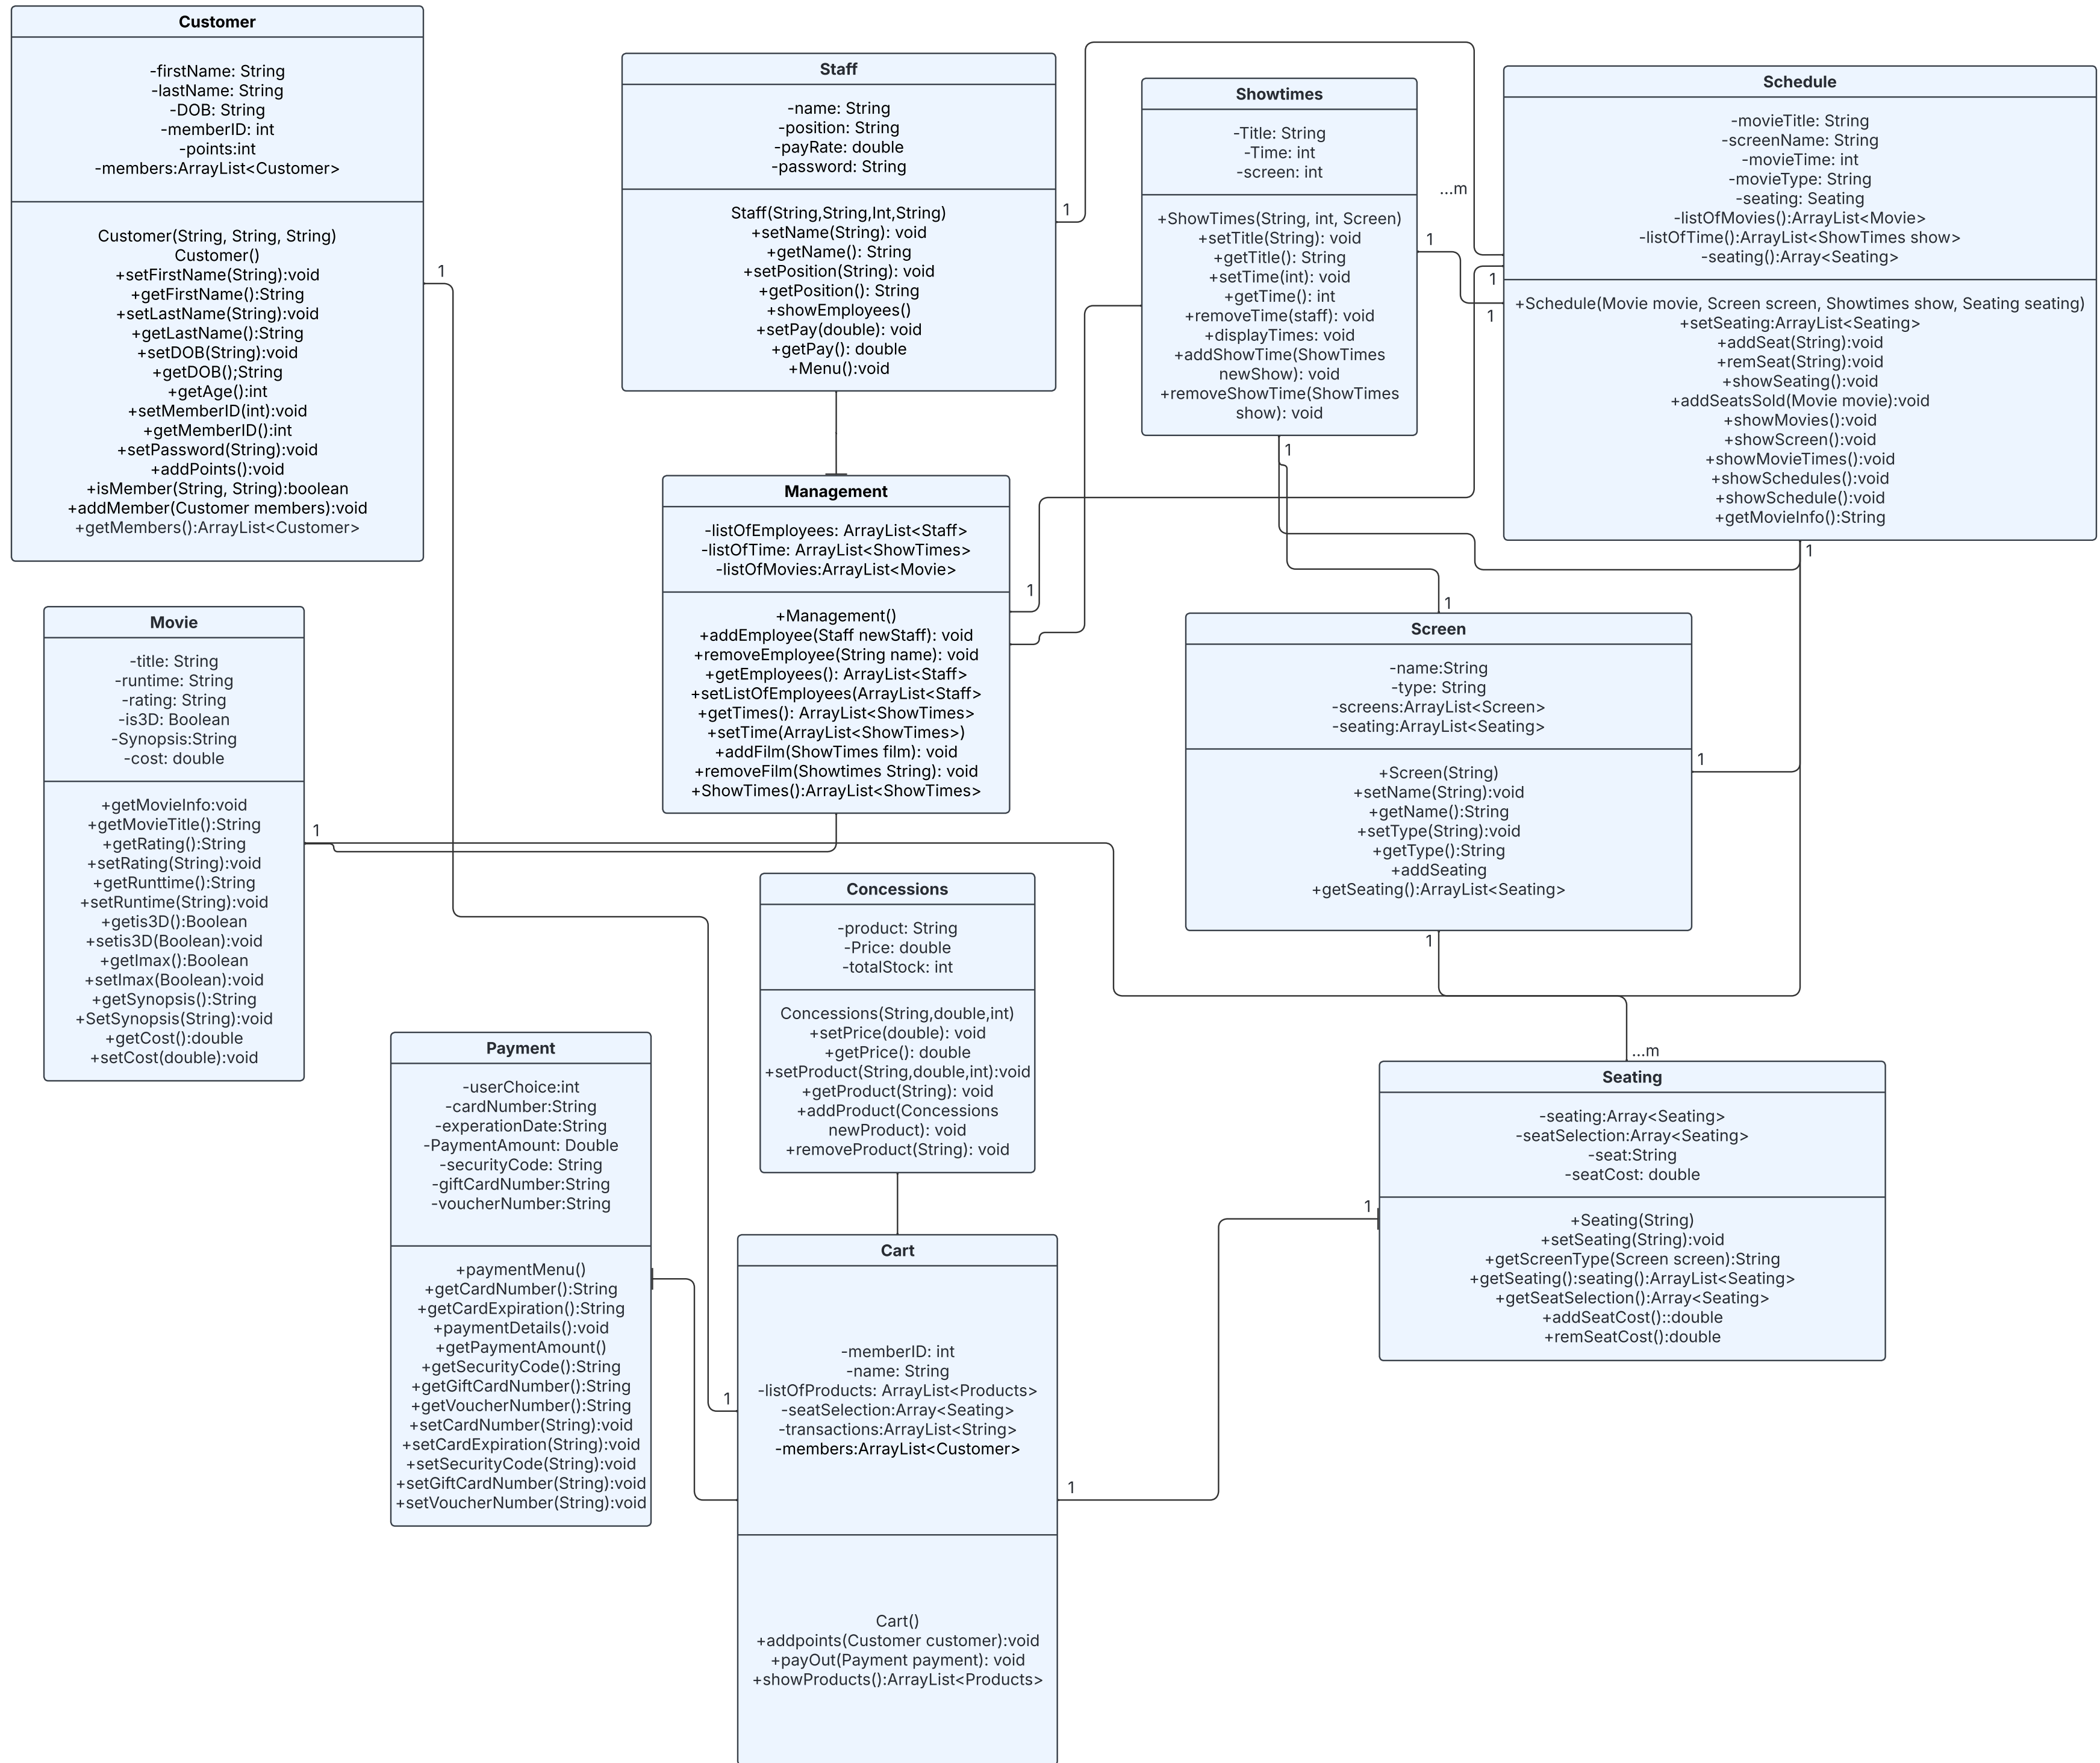 Customer
-firstName: String
-lastName: String
-DOB: String
-memberID: int
-points:int
-members:ArrayList<Customer>
Customer(String, String, String)
Customer()
+setFirstName(String):void
+getFirstName():String
+setLastName(String):void
+getLastName():String
+setDOB(String):void
+getDOB();String
+getAge():int
+setMemberID(int):void
+getMemberID():int
+setPassword(String):void
+addPoints():void
+isMember(String, String):boolean
+addMember(Customer members):void
+getMembers():ArrayList<Customer>
1
Staff
-name: String
-position: String
-payRate: double
-password: String
Staff(String,String,Int,String)
+setName(String): void
+getName(): String
+setPosition(String): void
+getPosition(): String
+showEmployees()
+setPay(double): void
+getPay(): double
+Menu():void
1
Showtimes
-Title: String
-Time: int
-screen: int
+ShowTimes(String, int, Screen)
+setTitle(String): void
+getTitle(): String
+setTime(int): void
+getTime(): int
+removeTime(staff): void
+displayTimes: void
+addShowTime(ShowTimes
newShow): void
+removeShowTime(ShowTimes
show): void
...m
1
1
1
1
Schedule
-movieTitle: String
-screenName: String
-movieTime: int
-movieType: String
-seating: Seating
-listOfMovies():ArrayList<Movie>
-listOfTime():ArrayList<ShowTimes show>
-seating():Array<Seating>
+Schedule(Movie movie, Screen screen, Showtimes show, Seating seating)
+setSeating:ArrayList<Seating>
+addSeat(String):void
+remSeat(String):void
+showSeating():void
+addSeatsSold(Movie movie):void
+showMovies():void
+showScreen():void
+showMovieTimes():void
+showSchedules():void
+showSchedule():void
+getMovieInfo():String
1
Management
-listOfEmployees: ArrayList<Staff>
-listOfTime: ArrayList<ShowTimes>
-listOfMovies:ArrayList<Movie>
+Management()
+addEmployee(Staff newStaff): void
+removeEmployee(String name): void
+getEmployees(): ArrayList<Staff>
+setListOfEmployees(ArrayList<Staff>
+getTimes(): ArrayList<ShowTimes>
+setTime(ArrayList<ShowTimes>)
+addFilm(ShowTimes film): void
+removeFilm(Showtimes String): void
+ShowTimes():ArrayList<ShowTimes>
1
Movie
-title: String
-runtime: String
-rating: String
-is3D: Boolean
-Synopsis:String
-cost: double
+getMovieInfo:void
+getMovieTitle():String
+getRating():String
+setRating(String):void
+getRunttime():String
+setRuntime(String):void
+getis3D():Boolean
+setis3D(Boolean):void
+getImax():Boolean
+setImax(Boolean):void
+getSynopsis():String
+SetSynopsis(String):void
+getCost():double
+setCost(double):void
1
1
Screen
-name:String
-type: String
-screens:ArrayList<Screen>
-seating:ArrayList<Seating>
+Screen(String)
+setName(String):void
+getName():String
+setType(String):void
+getType():String
+addSeating
+getSeating():ArrayList<Seating>
1
1
Concessions
-product: String
-Price: double
-totalStock: int
Concessions(String,double,int)
+setPrice(double): void
+getPrice(): double
+setProduct(String,double,int):void
+getProduct(String): void
+addProduct(Concessions
newProduct): void
+removeProduct(String): void
Payment
-userChoice:int
-cardNumber:String
-experationDate:String
-PaymentAmount: Double
-securityCode: String
-giftCardNumber:String
-voucherNumber:String
+paymentMenu()
+getCardNumber():String
+getCardExpiration():String
+paymentDetails():void
+getPaymentAmount()
+getSecurityCode():String
+getGiftCardNumber():String
+getVoucherNumber():String
+setCardNumber(String):void
+setCardExpiration(String):void
+setSecurityCode(String):void
+setGiftCardNumber(String):void
+setVoucherNumber(String):void
...m
Seating
-seating:Array<Seating>
-seatSelection:Array<Seating>
-seat:String
-seatCost: double
+Seating(String)
+setSeating(String):void
+getScreenType(Screen screen):String
+getSeating():seating():ArrayList<Seating>
+getSeatSelection():Array<Seating>
+addSeatCost()::double
+remSeatCost():double
1
1
Cart
-memberID: int
-name: String
-listOfProducts: ArrayList<Products>
-seatSelection:Array<Seating>
-transactions:ArrayList<String>
-members:ArrayList<Customer>
Cart()
+addpoints(Customer customer):void
+payOut(Payment payment): void
+showProducts():ArrayList<Products>
1